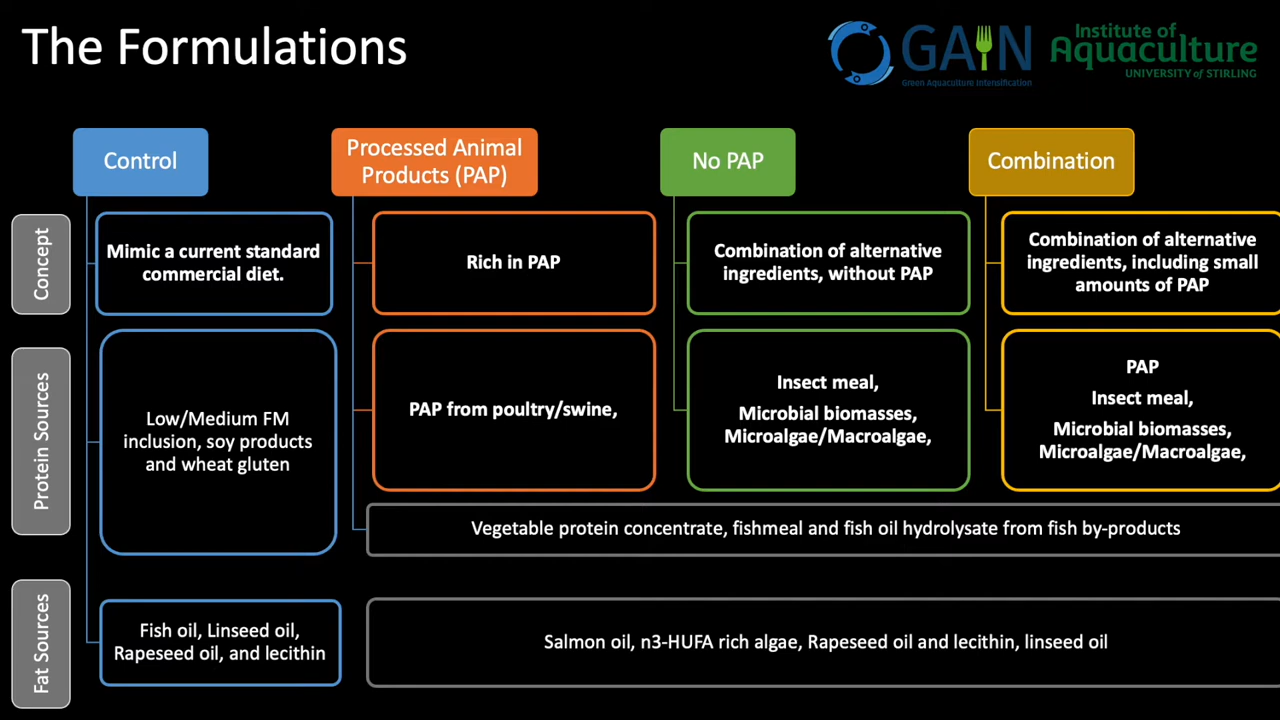 The Formulations
GAIN
Green Aquaculture Intensification
Institute of
Aquaculture
UNIVERSITY of STIRLING
Control
Processed Animal
Products (PAP)
No PAP
Combination
Concept
Mimic a current standard
commercial diet.
Rich in PAP
Combination of alternative
ingredients, without PAP
Combination of alternative
ingredients, including small
amounts of PAP
Protein Sources
Low/Medium FM
inclusion, soy products
and wheat gluten
PAP from poultry/swine,
Insect meal,
Microbial biomasses,
Microalgae/Macroalgae,
PAP
Insect meal,
Microbial biomasses,
Microalgae/Macroalgae,
Vegetable protein concentrate, fishmeal and fish oil hydrolysate from fish by-products
Fat Sources
Fish oil, Linseed oil,
Rapeseed oil, and lecithin
Salmon oil, n3-HUFA rich algae, Rapeseed oil and lecithin, linseed oil